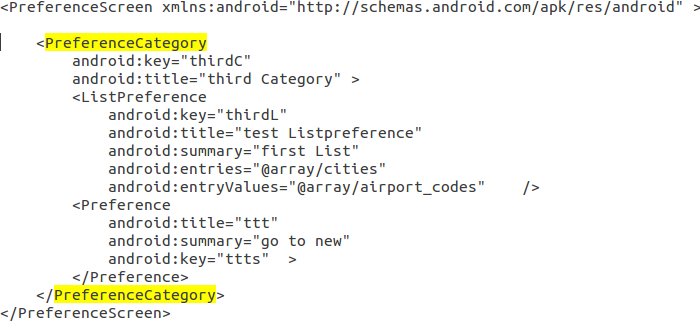 <PreferenceScreen xmlns:android="http://schemas.android.com/apk/res/android" >
<PreferenceCategory
android:key="thirdC"
android:title="third Category" >
<ListPreference
android:key="thirdL"
android:title="test Listpreference"
android:summary="first List"
android:entries="@array/cities"
android:entryValues="@array/airport_codes" />
<Preference
android:title="ttt"
android:summary="go to new"
android:key="ttts" >
</Preference>
</PreferenceCategory>
</PreferenceScreen>